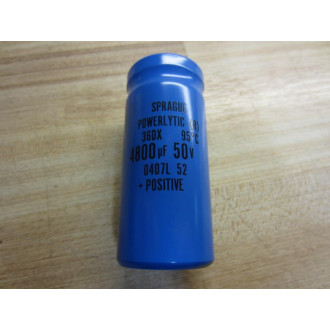 SPRAGUE
POWERLYTIC (R)
36DX 95°C
4800µF 50V
0407L 52
+ POSITIVE